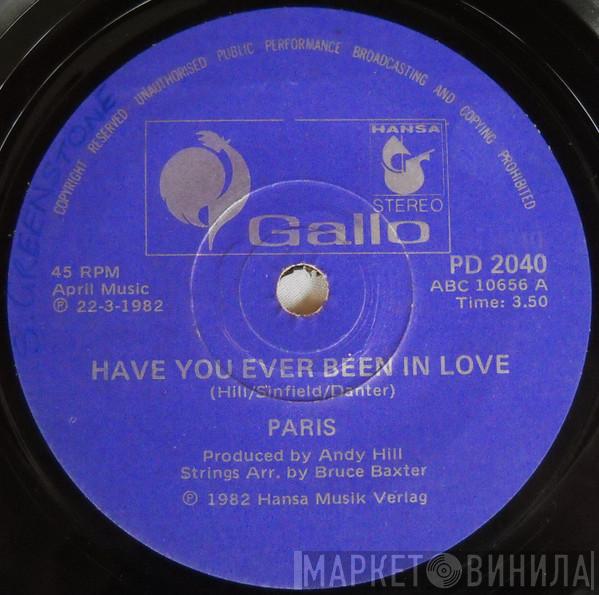 COPYRIGHT RESERVED UNAUTHORISED PUBLIC PERFORMANCE BROADCASTING AND COPYING PROHIBITED
S. GREENSTONE
HANSA
STEREO
Gallo
45 RPM
April Music
℗ 22-3-1982
PD 2040
ABC 10656 A
Time: 3.50
HAVE YOU EVER BEEN IN LOVE
(Hill/Sinfield/Danter)
PARIS
Produced by Andy Hill
Strings Arr. by Bruce Baxter
℗ 1982 Hansa Musik Verlag
МАРКЕТ ВИНИЛА